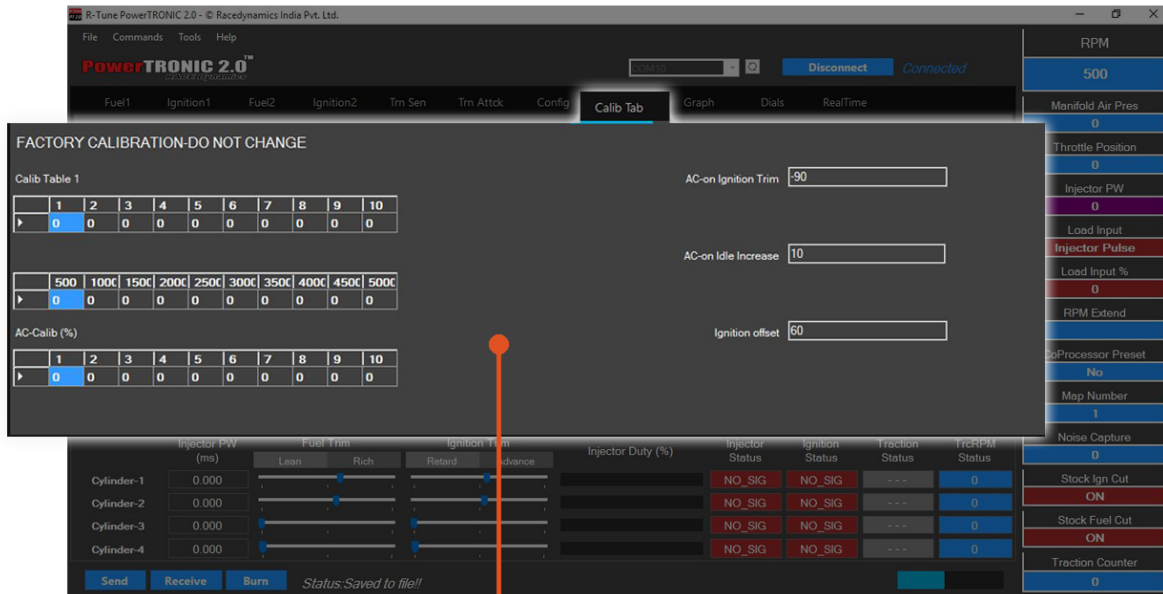 R-Tune PowerTRONIC 2.0 - © Racedynamics India Pvt. Ltd.
File Commands Tools Help
PowerTRONIC 2.0™
RACE Dynamics
COM10 Disconnect Connected
Fuel1 Ignition1 Fuel2 Ignition2 Trn Sen Trn Attck Config Calib Tab Graph Dials RealTime
FACTORY CALIBRATION-DO NOT CHANGE
Calib Table 1
1 2 3 4 5 6 7 8 9 10
0 0 0 0 0 0 0 0 0 0
500 1000 1500 2000 2500 3000 3500 4000 4500 5000
0 0 0 0 0 0 0 0 0 0
AC-Calib (%)
1 2 3 4 5 6 7 8 9 10
0 0 0 0 0 0 0 0 0 0
AC-on Ignition Trim -90
AC-on Idle Increase 10
Ignition offset 60
RPM
500
Manifold Air Pres
0
Throttle Position
0
Injector PW
0
Load Input
Injector Pulse
Load Input %
0
RPM Extend
CoProcessor Preset
No
Map Number
1
Noise Capture
0
Stock Ign Cut
ON
Stock Fuel Cut
ON
Traction Counter
0
Injector PW Fuel Trim Ignition Trim Injector Duty (%) Injector Ignition Traction TrcRPM
(ms) Lean Rich Retard Advance Status Status Status Status
Cylinder-1 0.000 NO_SIG NO_SIG - - - 0
Cylinder-2 0.000 NO_SIG NO_SIG - - - 0
Cylinder-3 0.000 NO_SIG NO_SIG - - - 0
Cylinder-4 0.000 NO_SIG NO_SIG - - - 0
Send Receive Burn Status:Saved to file!!